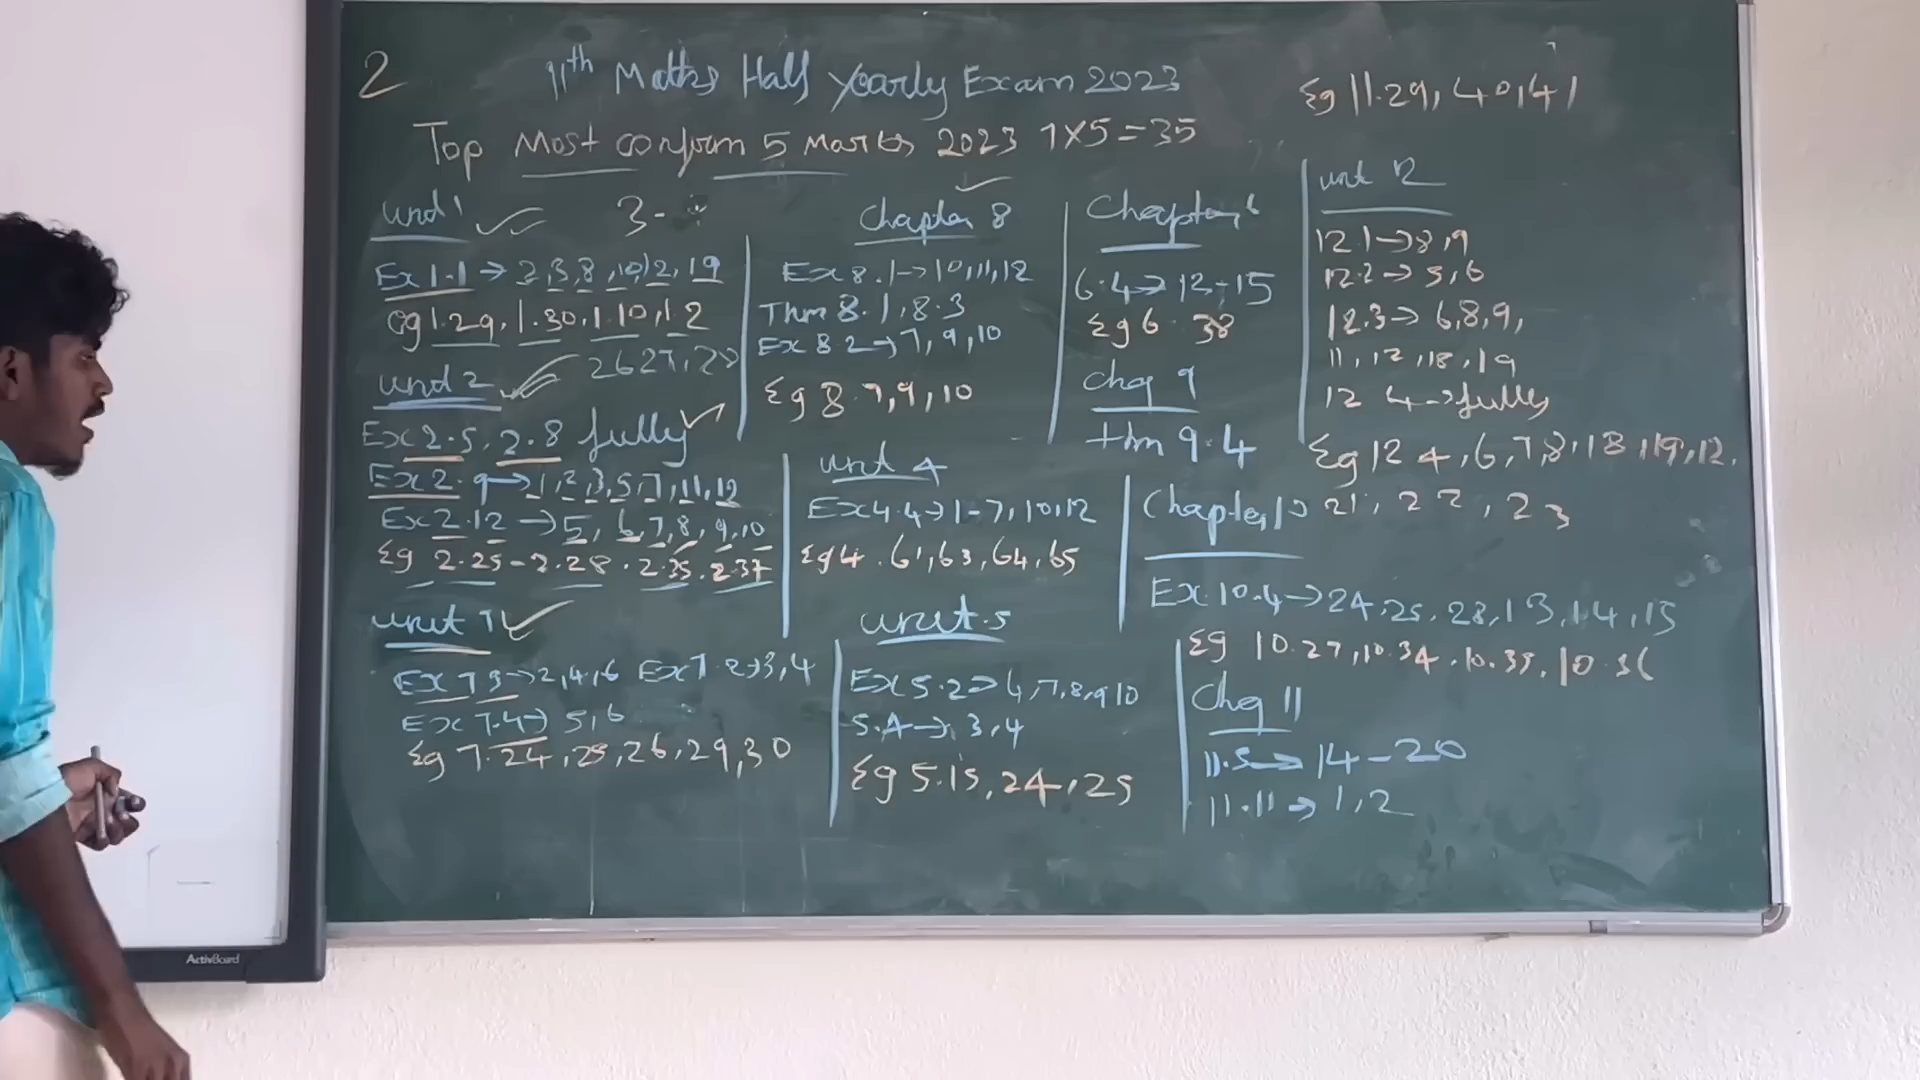 2
11th Maths Half Yearly Exam 2023
Top Most conform 5 Marks 2023 7X5=35
Eg 11.29, 40,41
Unit 1
3-
Ex 1.1 → 2,3,8,10,12,19
Eg 1.29, 1.30, 1.10, 1.2
Unit 2
26 27, 2
Ex 2.5, 2.8 fully
Ex 2.9 → 1,2,3,5,7,11,12
Ex 2.12 → 5, 6,7,8,9,10
Eg 2.25-2.28, 2.35, 2.37
Unit 7
Ex 7.3→2,4,6 Ex 7.2→3,4
Ex 7.4→ 5,6
Eg 7.24,25,26,29,30
Chapter 8
Ex 8.1→10,11,12
Thm 8.1, 8.3
Ex 8.2→7,9,10
Eg 8.7,9,10
unit 4
Ex 4.4→1-7,10,12
Eg 4.61,63,64,65
unit 5
Ex 5.2→ 4,7,8,9,10
5.4→ 3,4
Eg 5.15, 24, 25
Chapter 6
6.4→ 12-15
Eg 6.38
Chq 9
Thm 9.4
Chapter 10
Ex 10.4→24,25,28,13,14,15
Eg 10.27,10.34,10.35,10.36
Chq 11
11.5→ 14-20
11.11 → 1,2
unit 12
12.1→8,9
12.2→ 5,6
12.3→ 6,8,9,
11,12,18,19
12.4→fully
Eg 12.4,6,7,8,18,19,12,
21, 22, 23
ActivBoard